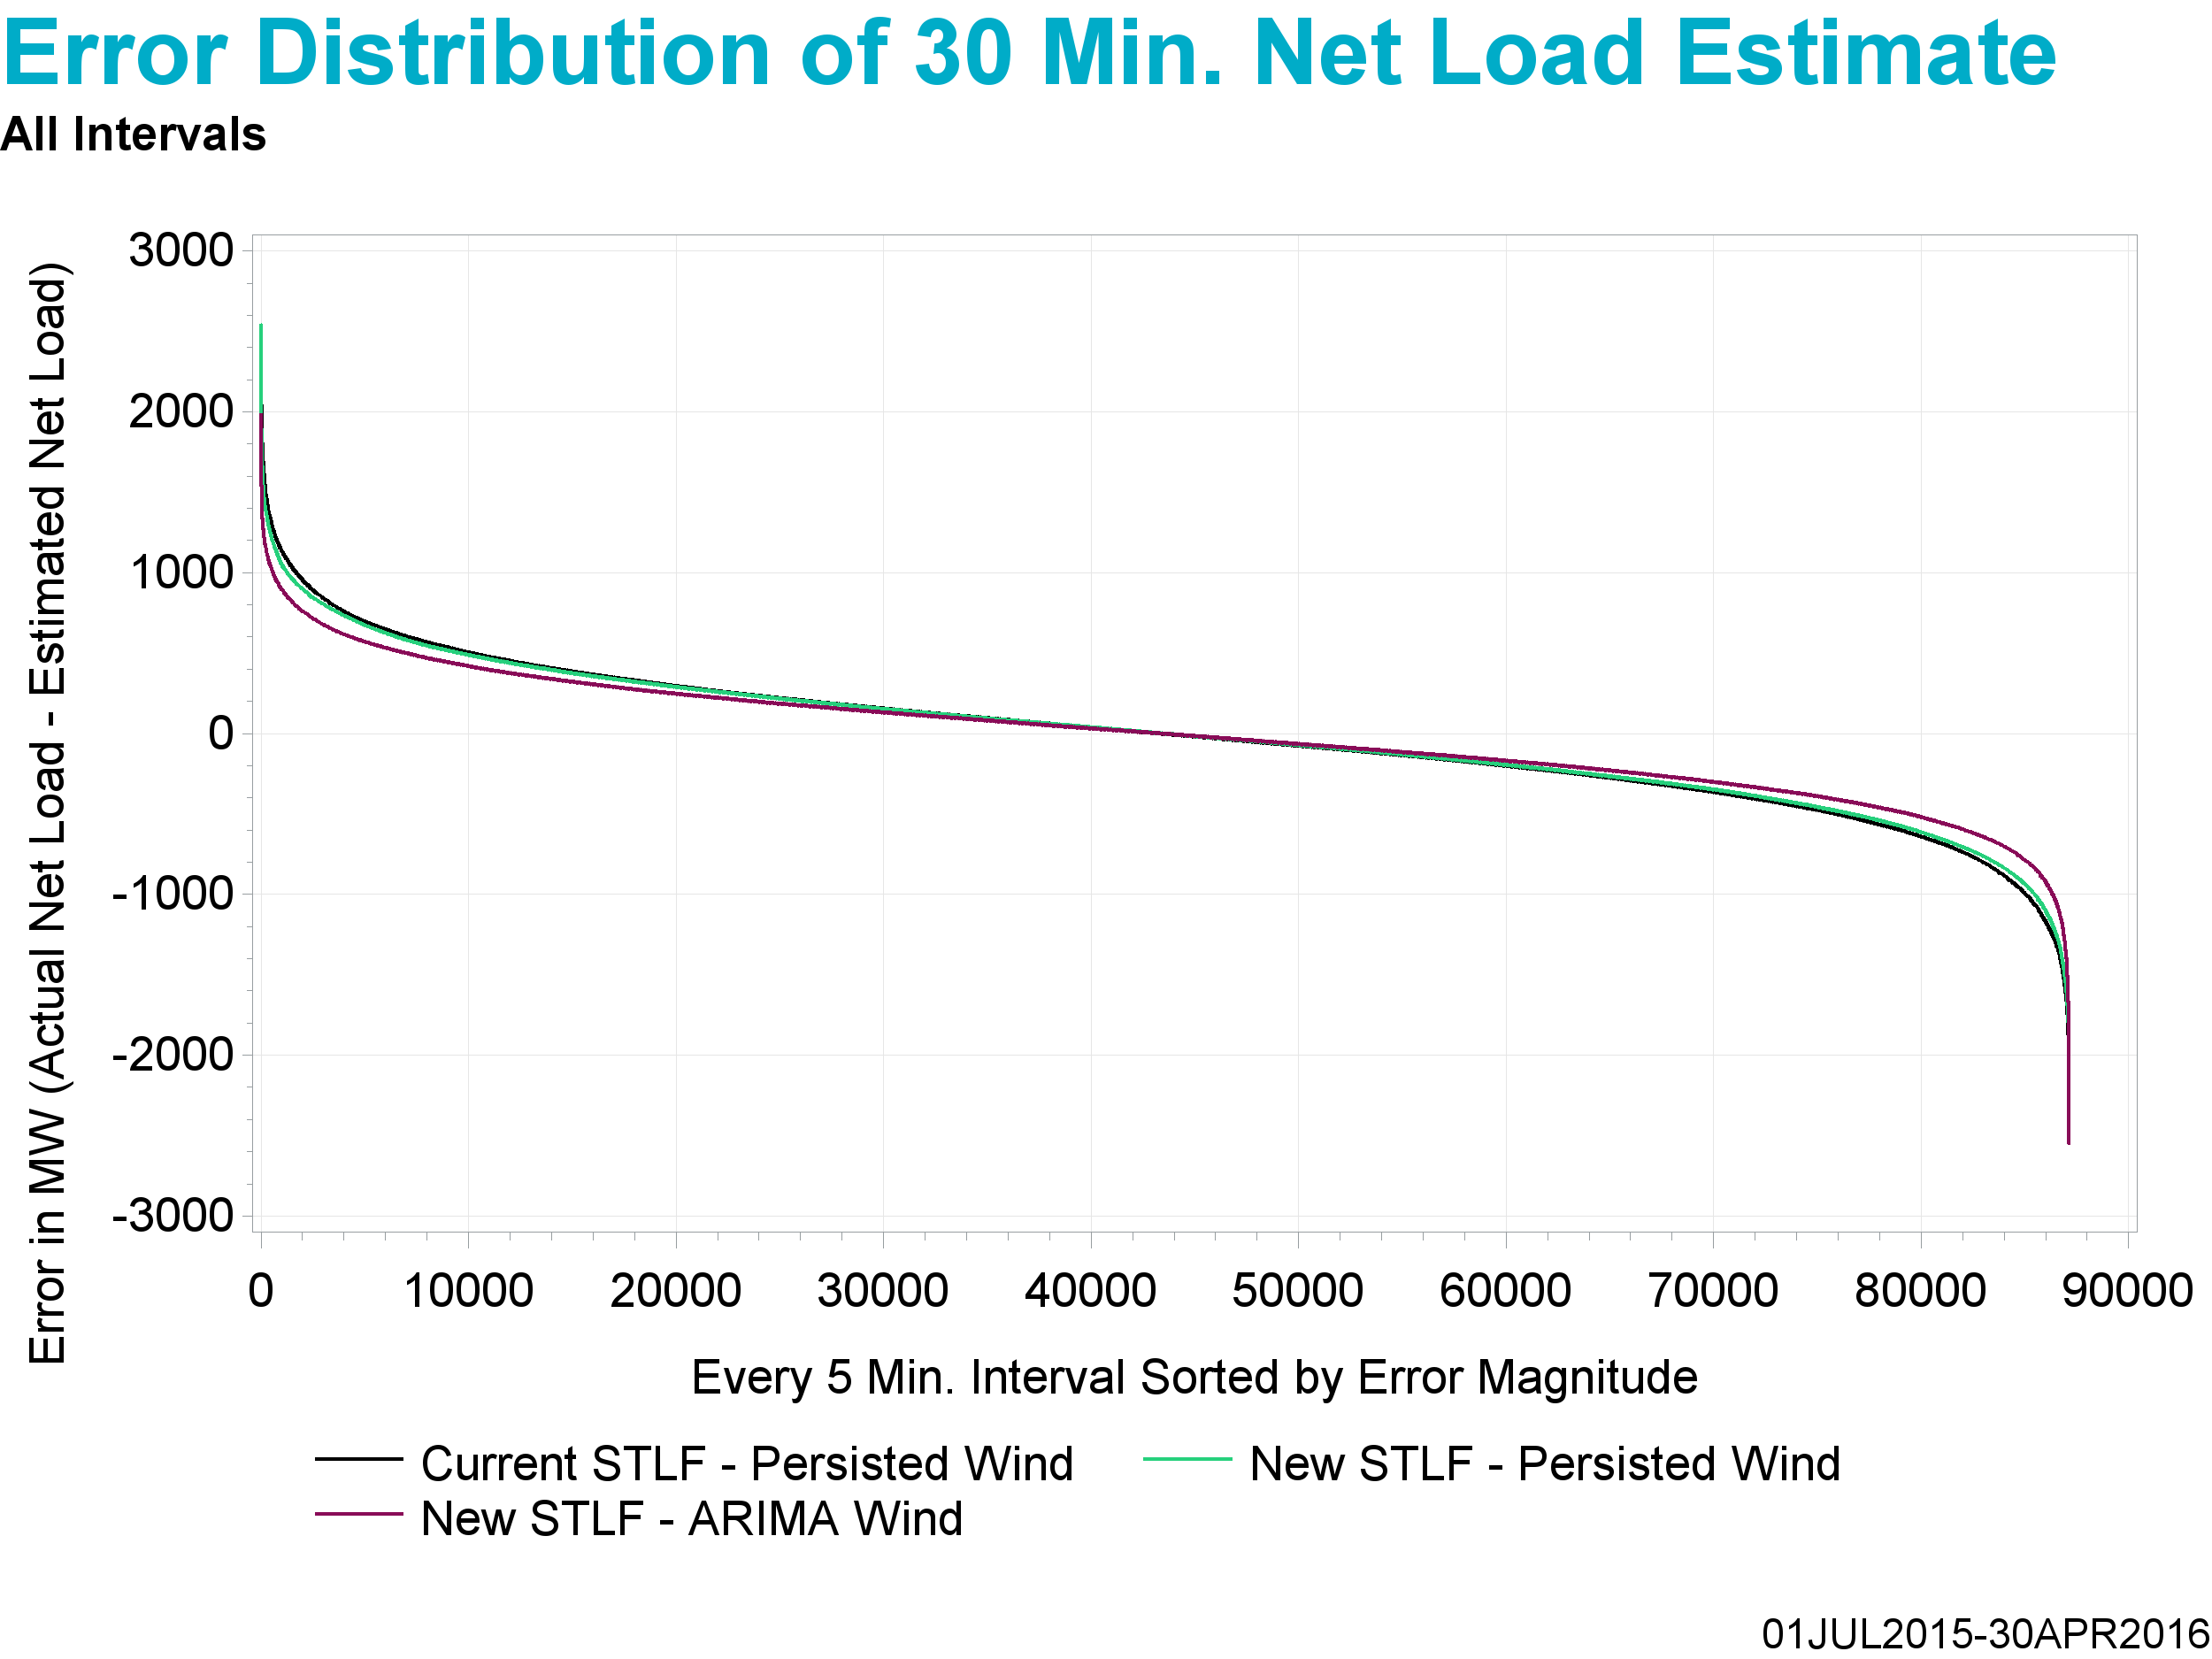 Error Distribution of 30 Min. Net Load Estimate
All Intervals
Error in MW (Actual Net Load - Estimated Net Load)
3000
2000
1000
0
-1000
-2000
-3000
0 10000 20000 30000 40000 50000 60000 70000 80000 90000
Every 5 Min. Interval Sorted by Error Magnitude
Current STLF - Persisted Wind New STLF - Persisted Wind
New STLF - ARIMA Wind
01JUL2015-30APR2016